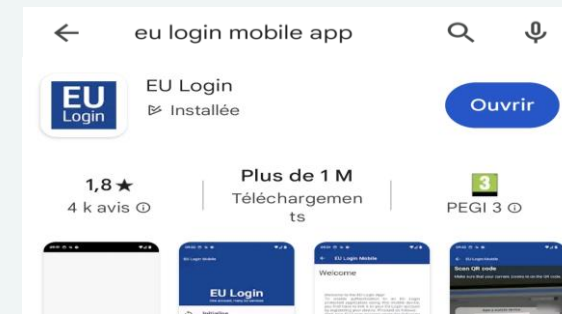 eu login mobile app
EU
Login
EU Login
Installée
Ouvrir
1,8★
4 k avis
Plus de 1 M
Téléchargemen
ts
3
PEGI 3
EU Login Mobile
EU Login
Initialise
EU Login Mobile
Welcome
Scan QR code